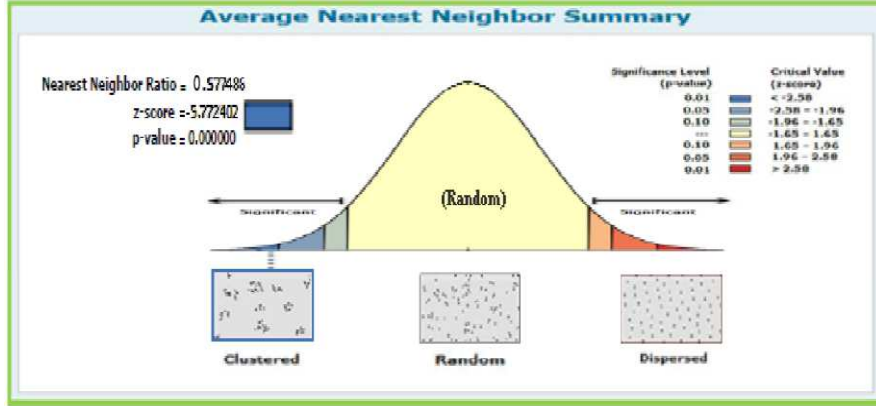 Average Nearest Neighbor Summary
Nearest Neighbor Ratio = 0.577486
z-score =-5.772402
p-value = 0.000000
Significance Level (p-value) Critical Value (z-score)
0.01 < -2.58
0.05 -2.58 - -1.96
0.10 -1.96 - -1.65
--- -1.65 - 1.65
0.10 1.65 - 1.96
0.05 1.96 - 2.58
0.01 > 2.58
(Random)
Significant Significant
Clustered Random Dispersed